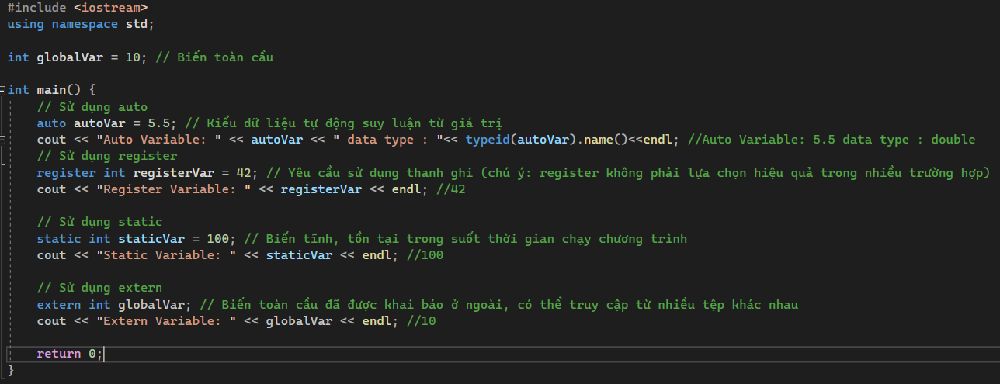 #include <iostream>
using namespace std;
int globalVar = 10; // Biến toàn cầu
int main() {
// Sử dụng auto
auto autoVar = 5.5; // Kiểu dữ liệu tự động suy luận từ giá trị
cout << "Auto Variable: " << autoVar << " data type : "<< typeid(autoVar).name()<<endl; //Auto Variable: 5.5 data type : double
// Sử dụng register
register int registerVar = 42; // Yêu cầu sử dụng thanh ghi (chú ý: register không phải lựa chọn hiệu quả trong nhiều trường hợp)
cout << "Register Variable: " << registerVar << endl; //42
// Sử dụng static
static int staticVar = 100; // Biến tĩnh, tồn tại trong suốt thời gian chạy chương trình
cout << "Static Variable: " << staticVar << endl; //100
// Sử dụng extern
extern int globalVar; // Biến toàn cầu đã được khai báo ở ngoài, có thể truy cập từ nhiều tệp khác nhau
cout << "Extern Variable: " << globalVar << endl; //10
return 0;
}